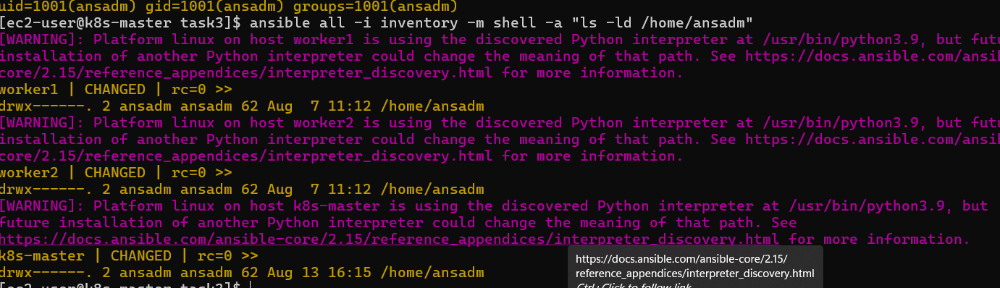 uid=1001(ansadm) gid=1001(ansadm) groups=1001(ansadm)
[ec2-user@k8s-master task3]$ ansible all -i inventory -m shell -a "ls -ld /home/ansadm"
[WARNING]: Platform linux on host worker1 is using the discovered Python interpreter at /usr/bin/python3.9, but futu
installation of another Python interpreter could change the meaning of that path. See https://docs.ansible.com/ansib
core/2.15/reference_appendices/interpreter_discovery.html for more information.
worker1 | CHANGED | rc=0 >>
drwx------. 2 ansadm ansadm 62 Aug  7 11:12 /home/ansadm
[WARNING]: Platform linux on host worker2 is using the discovered Python interpreter at /usr/bin/python3.9, but futu
installation of another Python interpreter could change the meaning of that path. See https://docs.ansible.com/ansib
core/2.15/reference_appendices/interpreter_discovery.html for more information.
worker2 | CHANGED | rc=0 >>
drwx------. 2 ansadm ansadm 62 Aug  7 11:12 /home/ansadm
[WARNING]: Platform linux on host k8s-master is using the discovered Python interpreter at /usr/bin/python3.9, but
future installation of another Python interpreter could change the meaning of that path. See
https://docs.ansible.com/ansible-core/2.15/reference_appendices/interpreter_discovery.html for more information.
k8s-master | CHANGED | rc=0 >>
drwx------. 2 ansadm ansadm 62 Aug 13 16:15 /home/ansadm
[ec2-user@k8s-master task3]$
https://docs.ansible.com/ansible-core/2.15/
reference_appendices/interpreter_discovery.html
Ctrl+Click to follow link